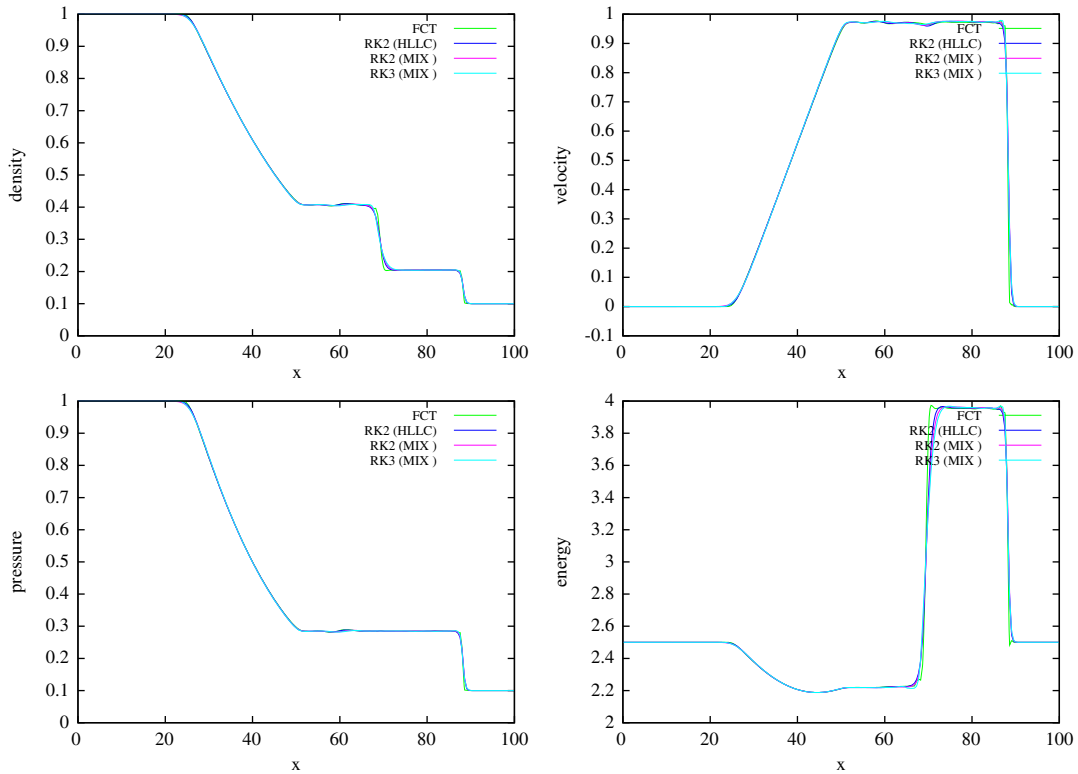 1
0.9
0.8
0.7
0.6
0.5
0.4
0.3
0.2
0.1
0
density
0 20 40 60 80 100
x
FCT
RK2 (HLLC)
RK2 (MIX )
RK3 (MIX )
1
0.9
0.8
0.7
0.6
0.5
0.4
0.3
0.2
0.1
0
-0.1
velocity
0 20 40 60 80 100
x
FCT
RK2 (HLLC)
RK2 (MIX )
RK3 (MIX )
1
0.9
0.8
0.7
0.6
0.5
0.4
0.3
0.2
0.1
0
pressure
0 20 40 60 80 100
x
FCT
RK2 (HLLC)
RK2 (MIX )
RK3 (MIX )
4
3.8
3.6
3.4
3.2
3
2.8
2.6
2.4
2.2
2
energy
0 20 40 60 80 100
x
FCT
RK2 (HLLC)
RK2 (MIX )
RK3 (MIX )